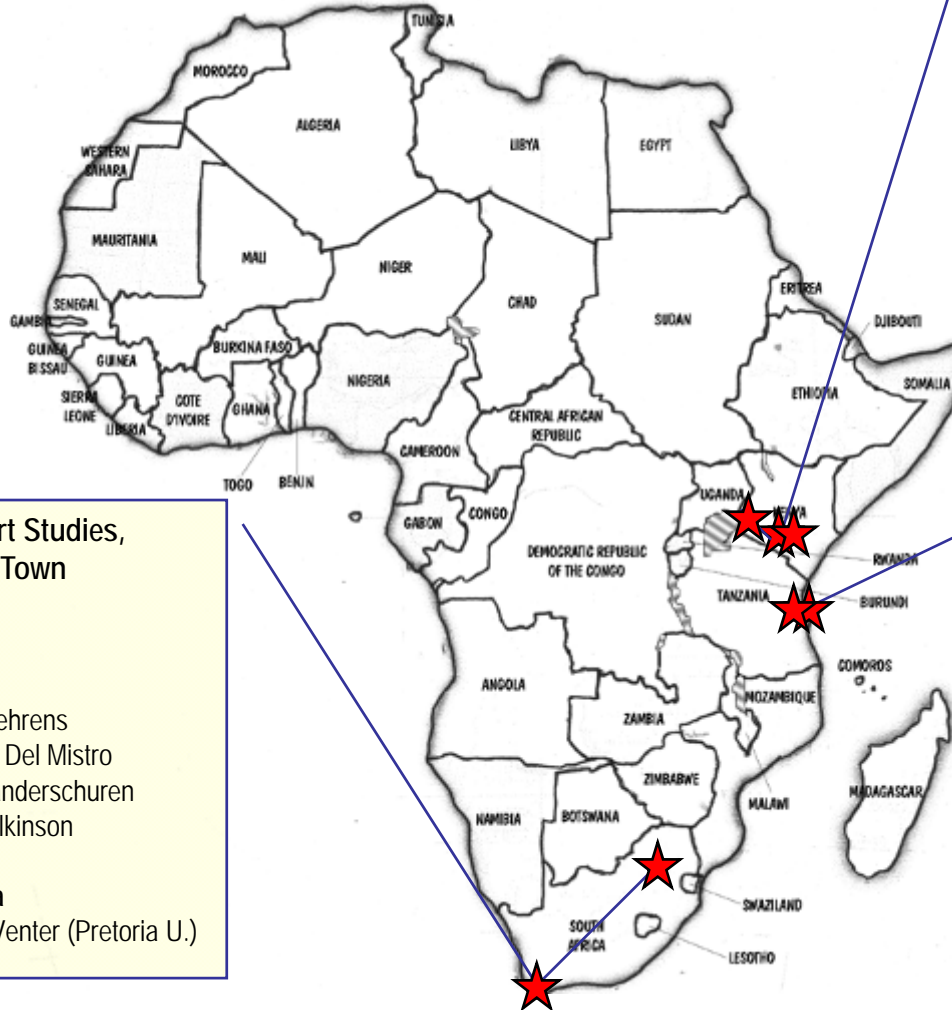 TUNISIA
MOROCCO
ALGERIA
LIBYA
EGYPT
WESTERN
SAHARA
MAURITANIA
MALI
NIGER
CHAD
SUDAN
ERITREA
DJIBOUTI
SENEGAL
GAMBIA
GUINEA
BISSAU
GUINEA
BURKINA FASO
NIGERIA
SIERRA
LEONE
LIBERIA
COTE
D'IVOIRE
GHANA
TOGO
BENIN
CAMEROON
CENTRAL AFRICAN
REPUBLIC
ETHIOPIA
SOMALIA
UGANDA
KENYA
GABON
CONGO
DEMOCRATIC REPUBLIC
OF THE CONGO
RWANDA
BURUNDI
TANZANIA
COMOROS
ANGOLA
ZAMBIA
MOZAMBIQUE
MALAWI
ZIMBABWE
MADAGASCAR
NAMIBIA
BOTSWANA
SWAZILAND
SOUTH
AFRICA
LESOTHO
rt Studies,
Town
ehrens
Del Mistro
nderschuren
lkinson
a
Venter (Pretoria U.)